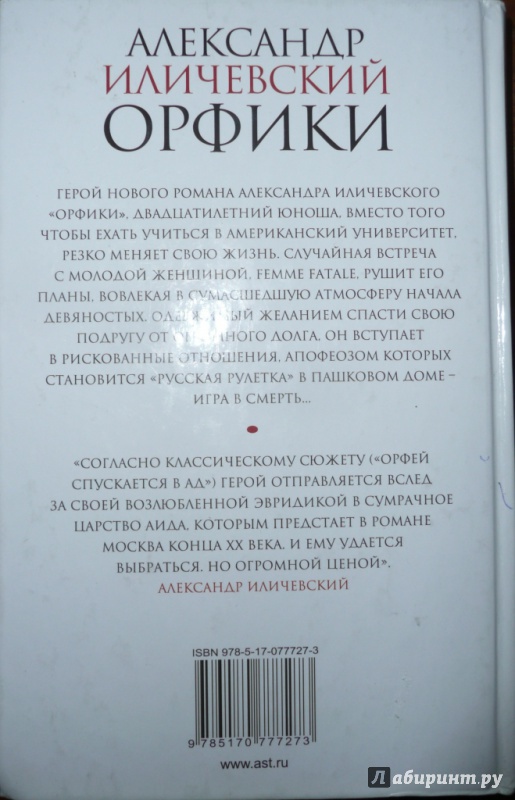 АЛЕКСАНДР
ИЛИЧЕВСКИЙ
ОРФИКИ
ГЕРОЙ НОВОГО РОМАНА АЛЕКСАНДРА ИЛИЧЕВСКОГО
«ОРФИКИ», ДВАДЦАТИЛЕТНИЙ ЮНОША, ВМЕСТО ТОГО
ЧТОБЫ ЕХАТЬ УЧИТЬСЯ В АМЕРИКАНСКИЙ УНИВЕРСИТЕТ,
РЕЗКО МЕНЯЕТ СВОЮ ЖИЗНЬ. СЛУЧАЙНАЯ ВСТРЕЧА
С МОЛОДОЙ ЖЕНЩИНОЙ, FEMME FATALE, РУШИТ ЕГО
ПЛАНЫ, ВОВЛЕКАЯ В СУМАСШЕДШУЮ АТМОСФЕРУ НАЧАЛА
ДЕВЯНОСТЫХ. ЖЕЛАНИЕМ СПАСТИ СВОЮ
ПОДРУГУ ОТ ДОЛГА, ОН ВСТУПАЕТ
В РИСКОВАННЫЕ ОТНОШЕНИЯ, АПОФЕОЗОМ КОТОРЫХ
СТАНОВИТСЯ «РУССКАЯ РУЛЕТКА» В ПАШКОВОМ ДОМЕ –
ИГРА В СМЕРТЬ...
«СОГЛАСНО КЛАССИЧЕСКОМУ СЮЖЕТУ («ОРФЕЙ
СПУСКАЕТСЯ В АД») ГЕРОЙ ОТПРАВЛЯЕТСЯ ВСЛЕД
ЗА СВОЕЙ ВОЗЛЮБЛЕННОЙ ЭВРИДИКОЙ В СУМРАЧНОЕ
ЦАРСТВО АИДА, КОТОРЫМ ПРЕДСТАЕТ В РОМАНЕ
МОСКВА КОНЦА XX ВЕКА. И ЕМУ УДАЕТСЯ
ВЫБРАТЬСЯ, НО ОГРОМНОЙ ЦЕНОЙ».
АЛЕКСАНДР ИЛИЧЕВСКИЙ
ISBN 978-5-17-077727-3
9 785170 777273
www.ast.ru
лабиринт.ру